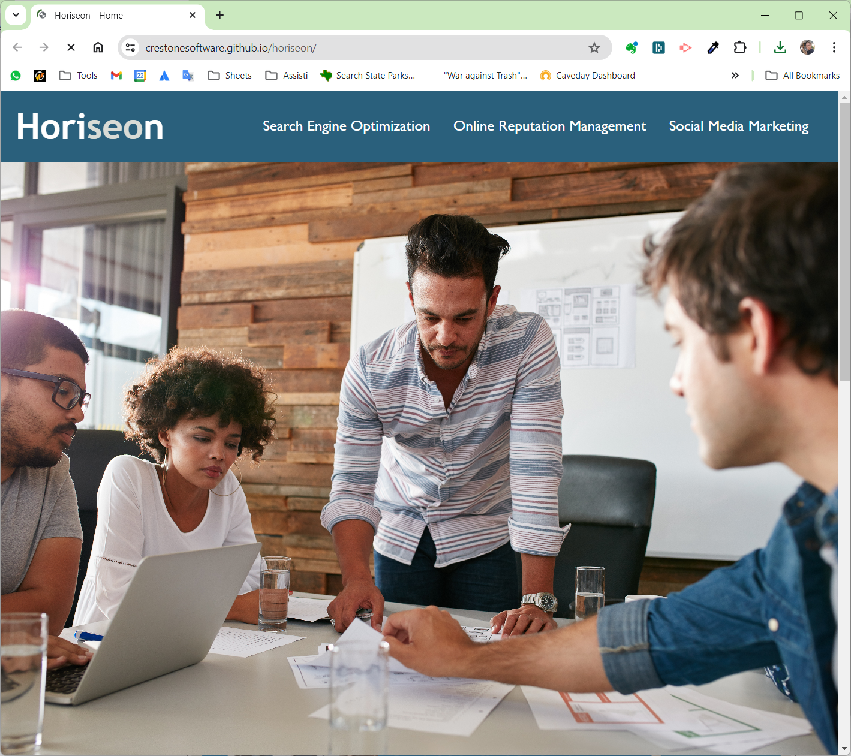 Horiseon - Home
crestonesoftware.github.io/horiseon/
Tools
Sheets
Assisti
Search State Parks...
"War against Trash"...
Caveday Dashboard
»
All Bookmarks
Horiseon
Search Engine Optimization
Online Reputation Management
Social Media Marketing